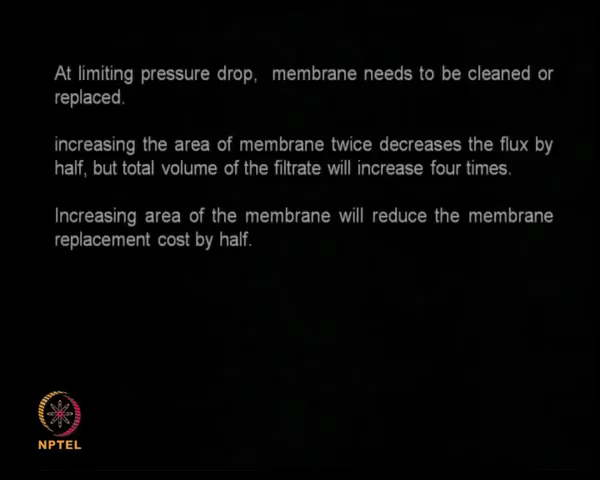 At limiting pressure drop, membrane needs to be cleaned or
replaced.
increasing the area of membrane twice decreases the flux by
half, but total volume of the filtrate will increase four times.
Increasing area of the membrane will reduce the membrane
replacement cost by half.
NPTEL